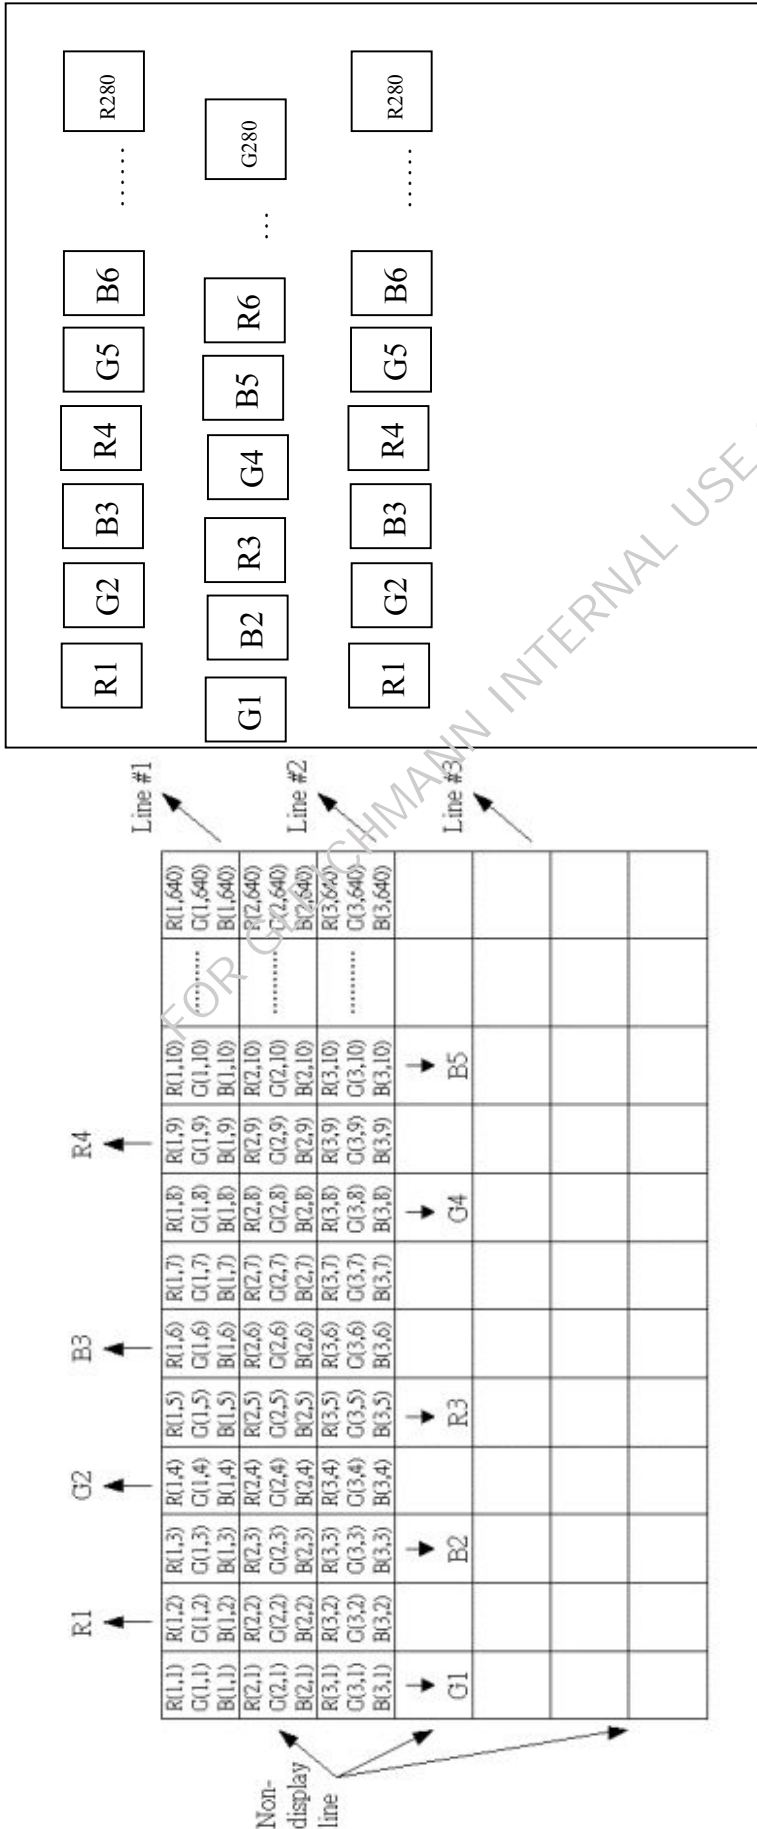 R1 G2 B3 R4
R(1,1) R(1,2) R(1,3) R(1,4) R(1,5) R(1,6) R(1,7) R(1,8) R(1,9) R(1,10) R(1,640)
G(1,1) G(1,2) G(1,3) G(1,4) G(1,5) G(1,6) G(1,7) G(1,8) G(1,9) G(1,10) .......... G(1,640)
B(1,1) B(1,2) B(1,3) B(1,4) B(1,5) B(1,6) B(1,7) B(1,8) B(1,9) B(1,10) B(1,640)
R(2,1) R(2,2) R(2,3) R(2,4) R(2,5) R(2,6) R(2,7) R(2,8) R(2,9) R(2,10) R(2,640)
G(2,1) G(2,2) G(2,3) G(2,4) G(2,5) G(2,6) G(2,7) G(2,8) G(2,9) G(2,10) .......... G(2,640)
B(2,1) B(2,2) B(2,3) B(2,4) B(2,5) B(2,6) B(2,7) B(2,8) B(2,9) B(2,10) B(2,640)
R(3,1) R(3,2) R(3,3) R(3,4) R(3,5) R(3,6) R(3,7) R(3,8) R(3,9) R(3,10) R(3,640)
G(3,1) G(3,2) G(3,3) G(3,4) G(3,5) G(3,6) G(3,7) G(3,8) G(3,9) G(3,10) .......... G(3,640)
B(3,1) B(3,2) B(3,3) B(3,4) B(3,5) B(3,6) B(3,7) B(3,8) B(3,9) B(3,10) B(3,640)
G1 B2 R3 G4 B5
Non-
display
line
Line #1
Line #2
Line #3
R1 G2 B3 R4 G5 B6 ...... R280
G1 B2 R3 G4 B5 R6 ... G280
R1 G2 B3 R4 G5 B6 ...... R280
FOR GLEICHMANN INTERNAL USE